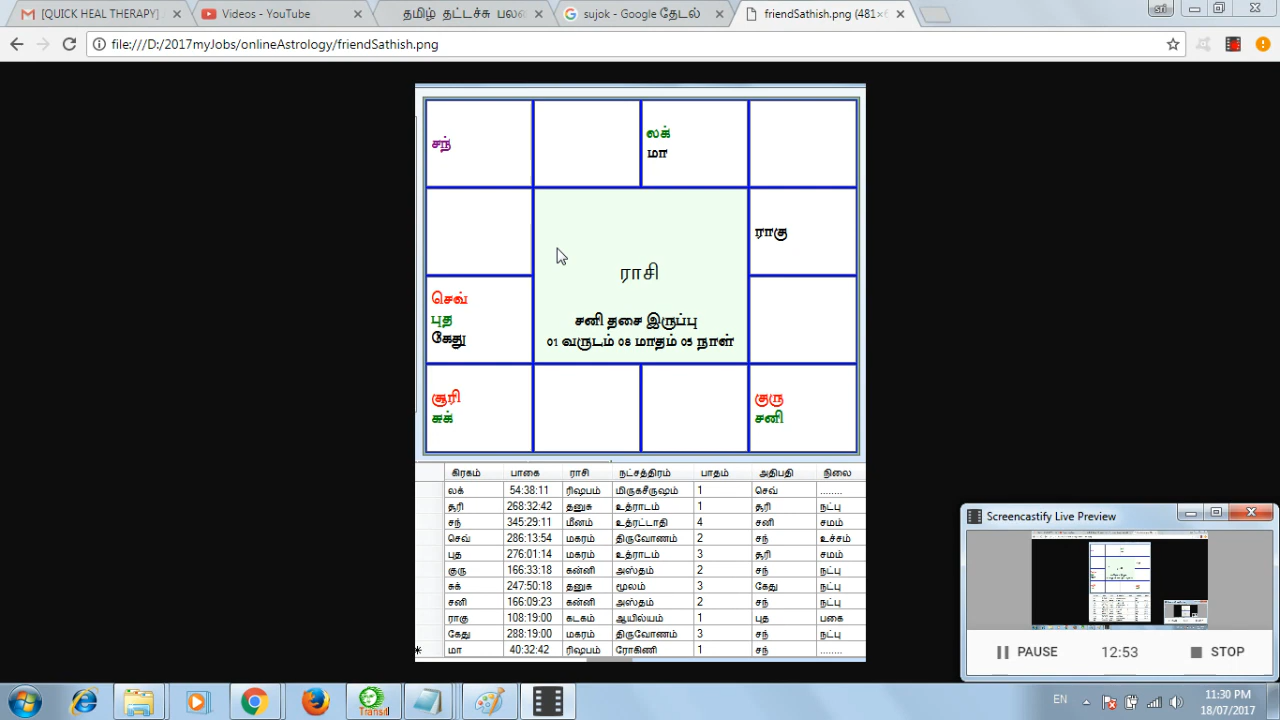 [QUICK HEAL THERAPY] A
Videos - YouTube
தமிழ் தட்டச்சு பலை
sujok - Google தேடல்
friendSathish.png (481×6
sri
file:///D:/2017myJobs/onlineAstrology/friendSathish.png
சந்
லக்
மா
ராகு
ராசி
சனி தசை இருப்பு
01 வருடம் 08 மாதம் 05 நாள்
செவ்
புத
கேது
சூரி
சுக்
குரு
சனி
கிரகம் பாகை ராசி நட்சத்திரம் பாதம் அதிபதி நிலை
லக் 54:38:11 ரிஷபம் மிருகசீருஷம் 1 செவ் ........
சூரி 268:32:42 தனுசு உத்ராடம் 1 சூரி நட்பு
சந் 345:29:11 மீனம் உத்ரட்டாதி 4 சனி சமம்
செவ் 286:13:54 மகரம் திருவோணம் 2 சந் உச்சம்
புத 276:01:14 மகரம் உத்ராடம் 3 சூரி சமம்
குரு 166:33:18 கன்னி அஸ்தம் 2 சந் நட்பு
சுக் 247:50:18 தனுசு மூலம் 3 கேது நட்பு
சனி 166:09:23 கன்னி அஸ்தம் 2 சந் நட்பு
ராகு 108:19:00 கடகம் ஆயில்யம் 1 புத பகை
கேது 288:19:00 மகரம் திருவோணம் 3 சந் நட்பு
மா 40:32:42 ரிஷபம் ரோகிணி 1 சந் ........
Screencastify Live Preview
PAUSE 12:53 STOP
Trans4
EN
11:30 PM
18/07/2017